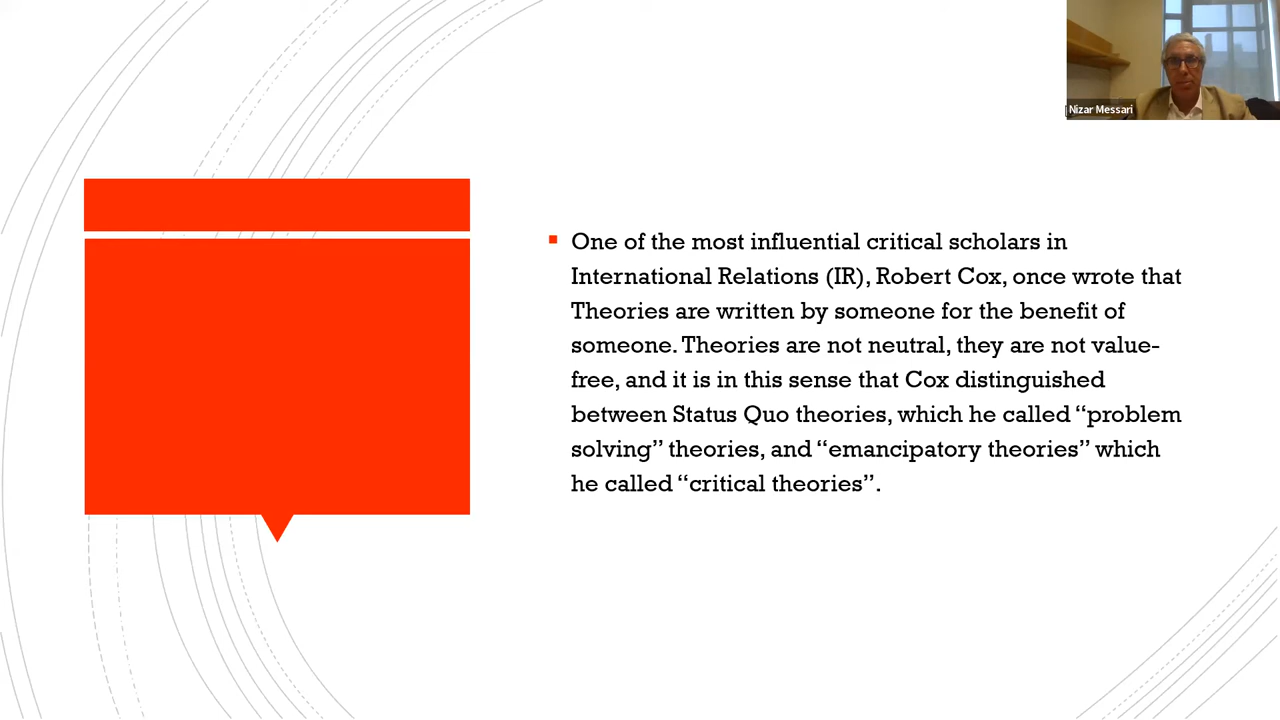 Nizar Messari
One of the most influential critical scholars in
International Relations (IR), Robert Cox, once wrote that
Theories are written by someone for the benefit of
someone. Theories are not neutral, they are not value-
free, and it is in this sense that Cox distinguished
between Status Quo theories, which he called “problem
solving” theories, and “emancipatory theories” which
he called “critical theories”.